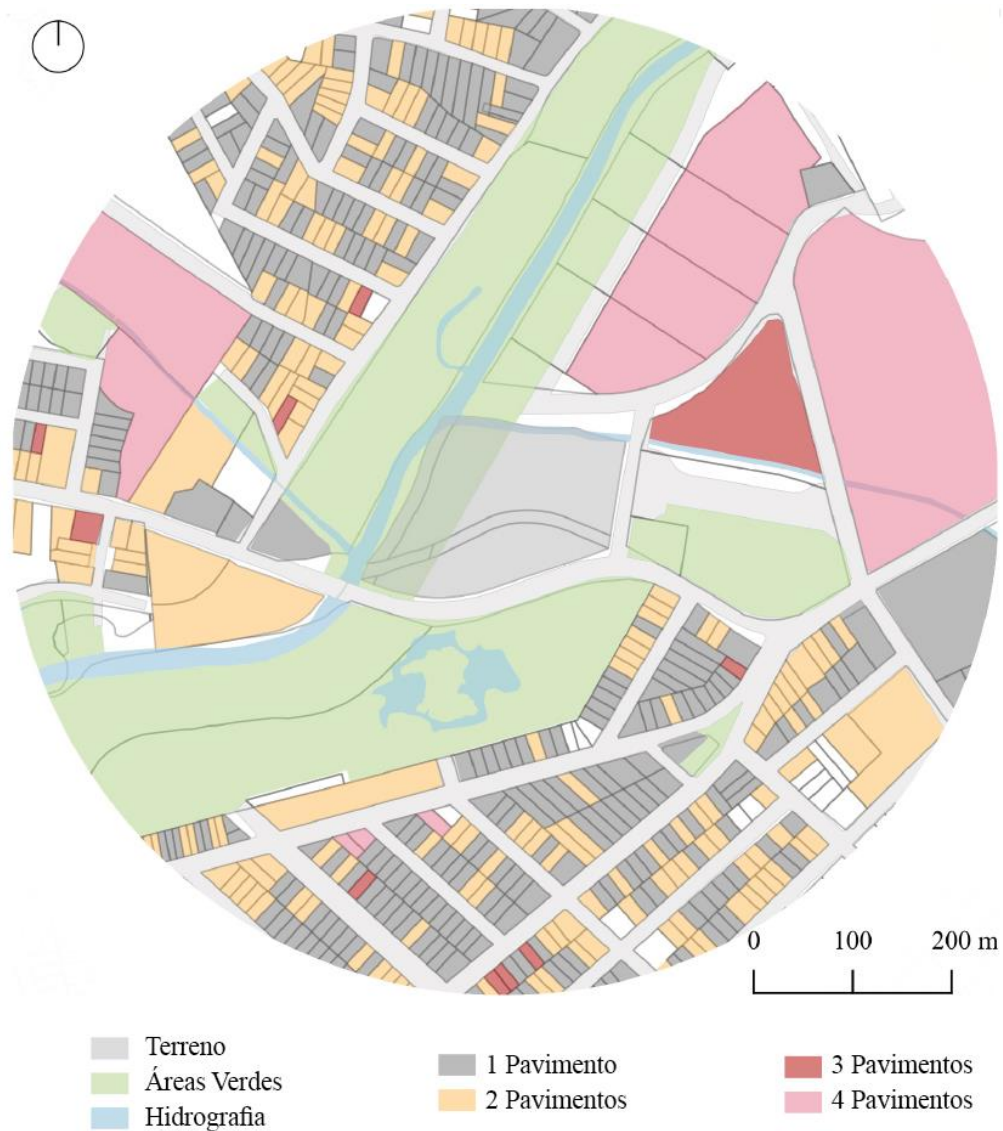 0 100 200 m
Terreno
Áreas Verdes
Hidrografia
1 Pavimento
2 Pavimentos
3 Pavimentos
4 Pavimentos